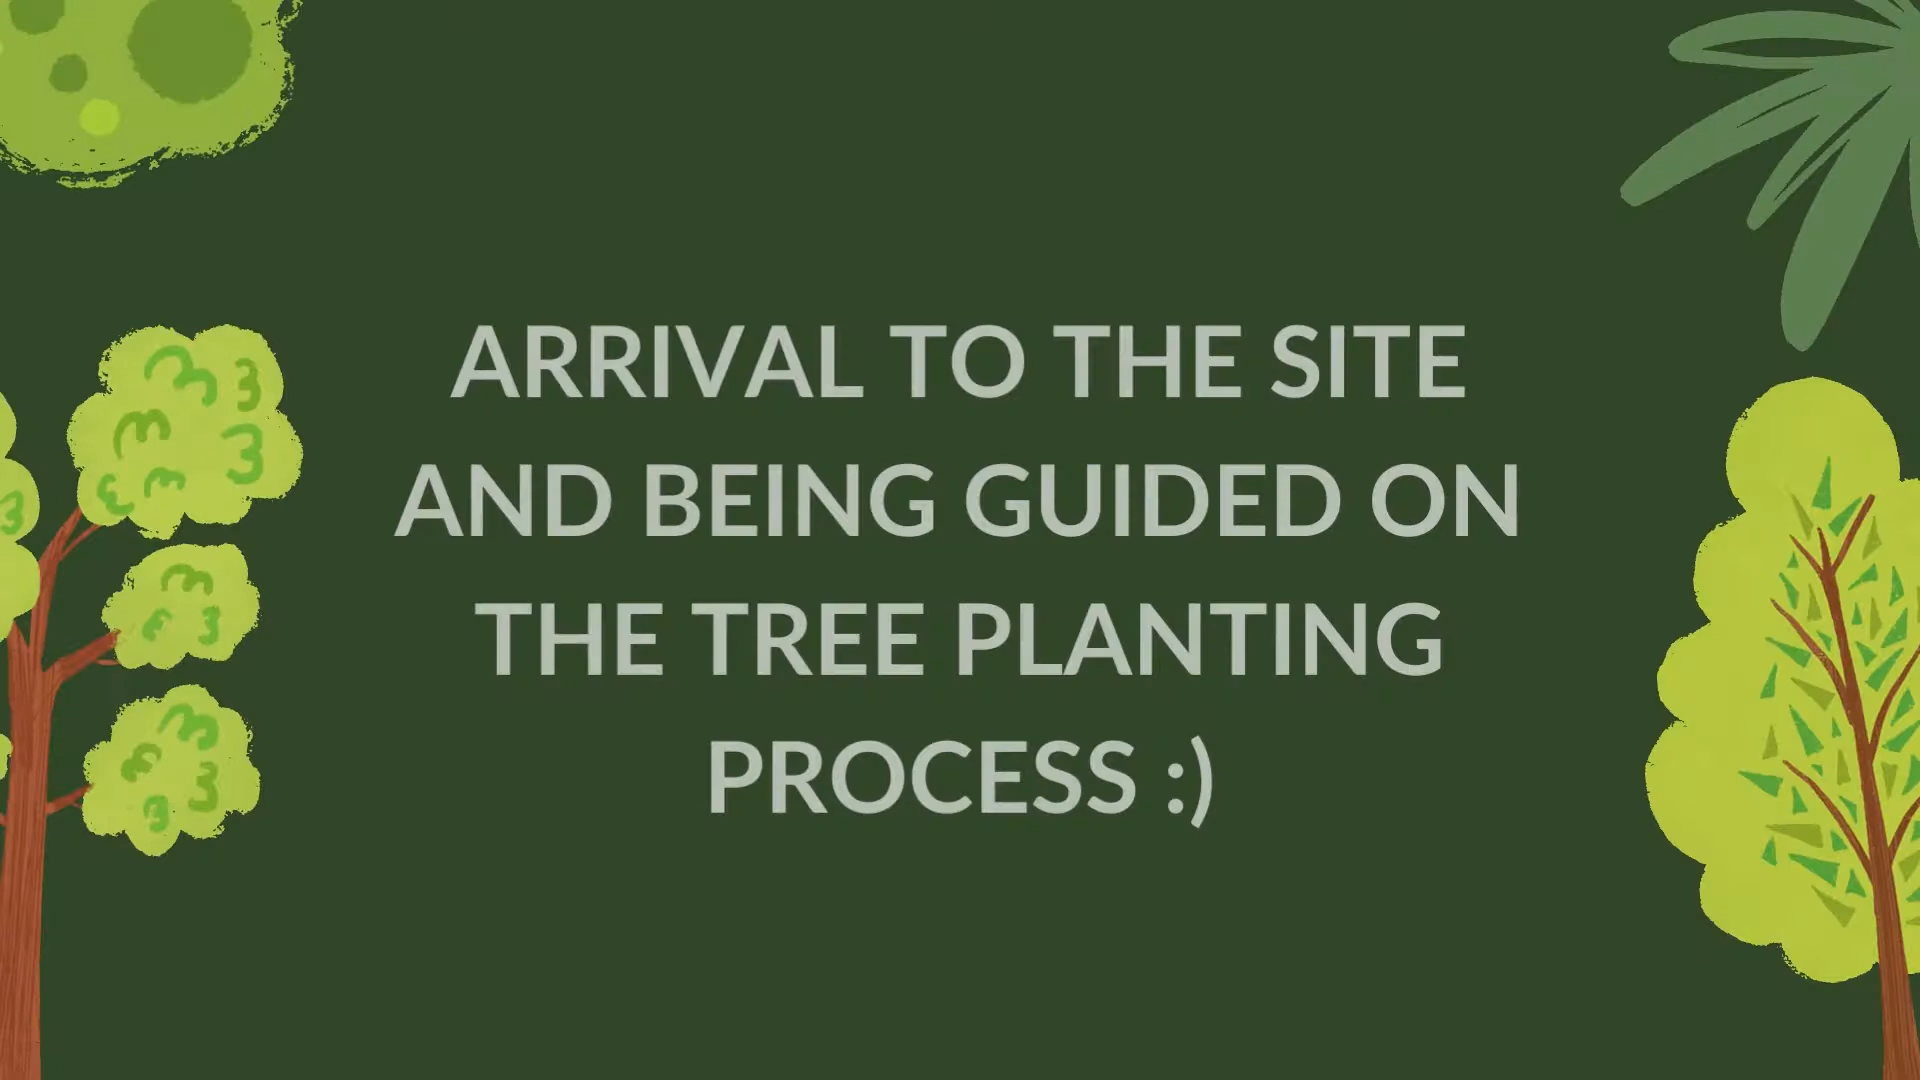 ARRIVAL TO THE SITE
AND BEING GUIDED ON
THE TREE PLANTING
PROCESS :)